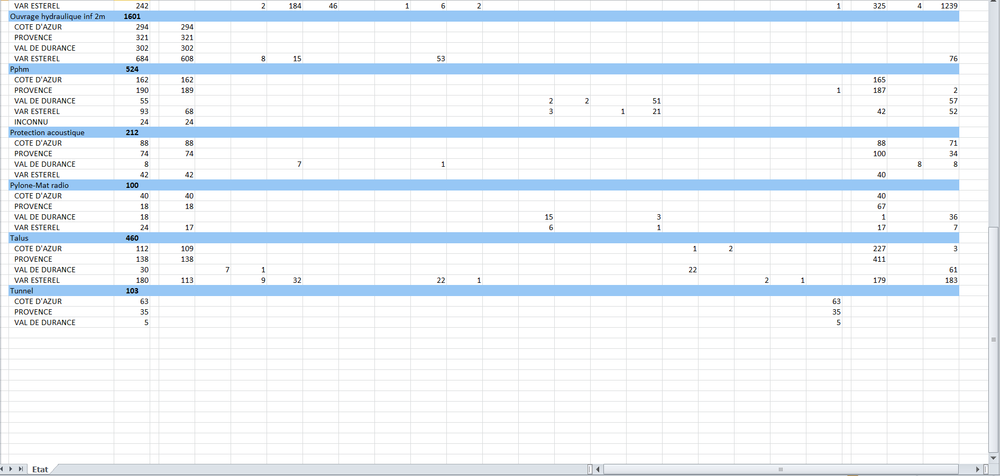 VAR ESTEREL 242 2 184 46 1 6 2 1 325 4 1239
Ouvrage hydraulique inf 2m 1601
COTE D'AZUR 294 294
PROVENCE 321 321
VAL DE DURANCE 302 302
VAR ESTEREL 684 608 8 15 53 76
Pphm 524
COTE D'AZUR 162 162 165
PROVENCE 190 189 1 187 2
VAL DE DURANCE 55 2 2 51 57
VAR ESTEREL 93 68 3 1 21 42 52
INCONNU 24 24
Protection acoustique 212
COTE D'AZUR 88 88 88 71
PROVENCE 74 74 100 34
VAL DE DURANCE 8 7 1 8 8
VAR ESTEREL 42 42 40
Pylone-Mat radio 100
COTE D'AZUR 40 40 40
PROVENCE 18 18 67
VAL DE DURANCE 18 15 3 1 36
VAR ESTEREL 24 17 6 1 17 7
Talus 460
COTE D'AZUR 112 109 1 2 227 3
PROVENCE 138 138 411
VAL DE DURANCE 30 7 1 22 61
VAR ESTEREL 180 113 9 32 22 1 2 1 179 183
Tunnel 103
COTE D'AZUR 63 63
PROVENCE 35 35
VAL DE DURANCE 5 5
Etat